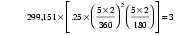 299,151 × [ .25 × ( 5 × 2 / 360 )² ( 5 × 2 / 180 ) ] = 3